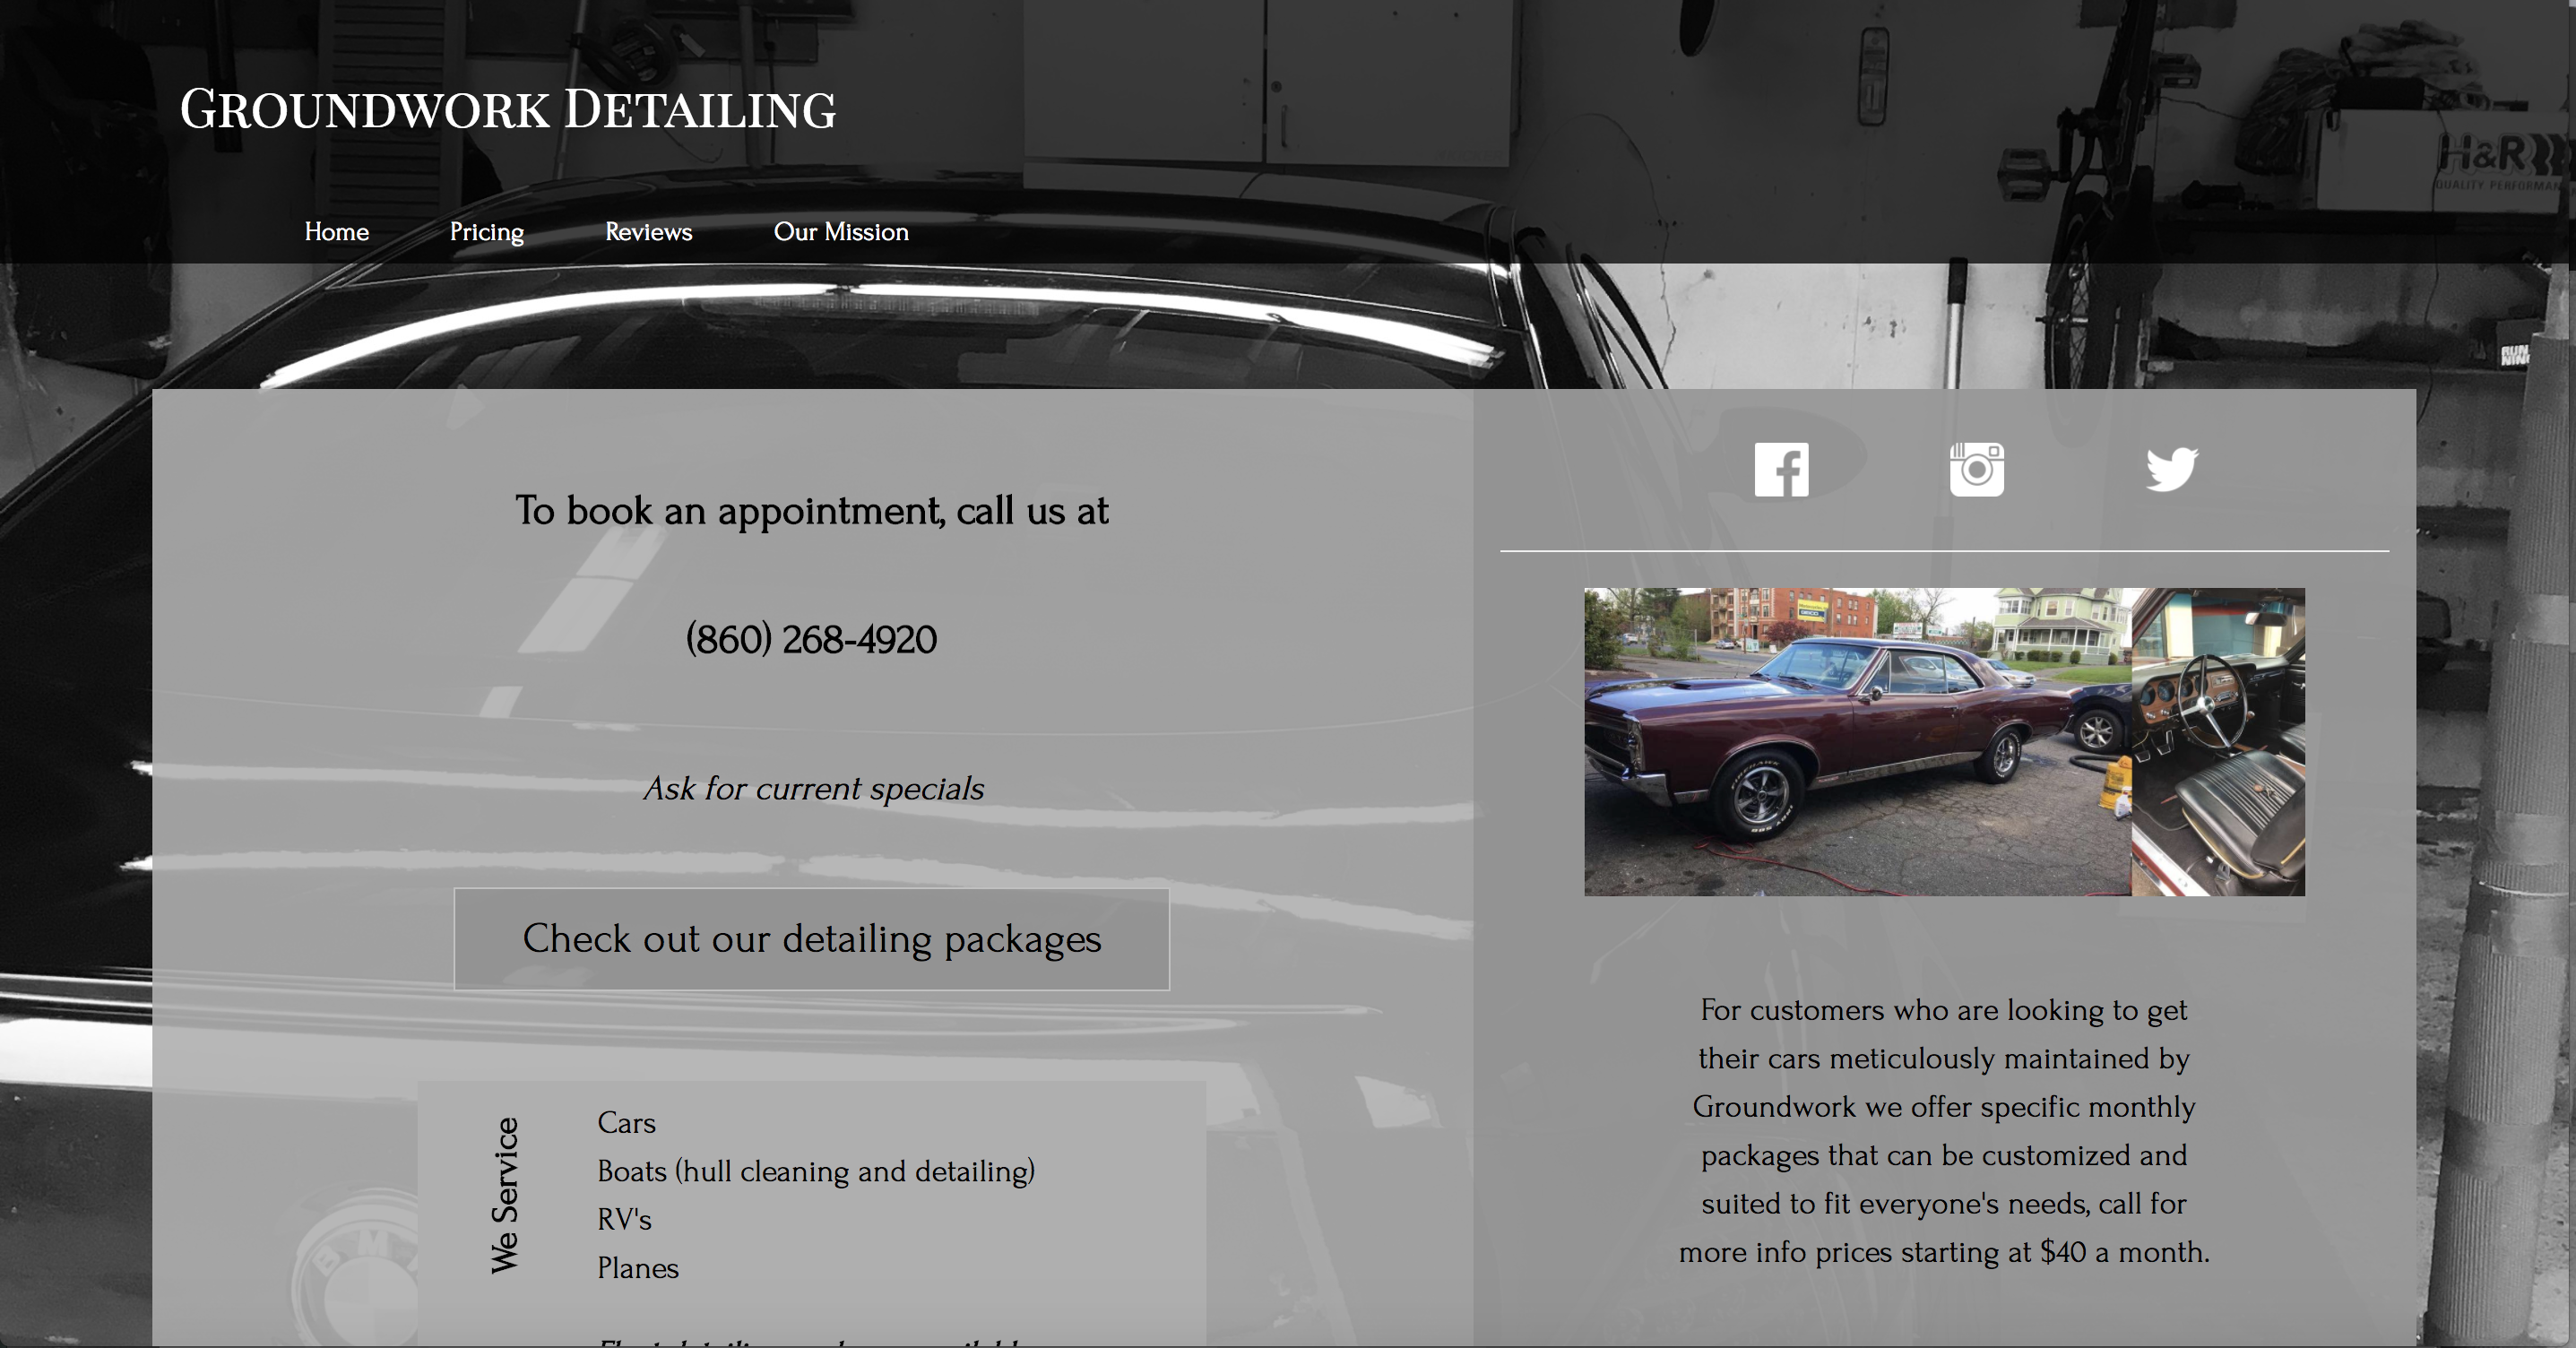 GROUNDWORK DETAILING
Home
Pricing
Reviews
Our Mission
H&R
QUALITY
RUN
To book an appointment, call us at
(860) 268-4920
Ask for current specials
Check out our detailing packages
We Service
Cars
Boats (hull cleaning and detailing)
RV's
Planes
BM
For customers who are looking to get
their cars meticulously maintained by
Groundwork we offer specific monthly
packages that can be customized and
suited to fit everyone's needs, call for
more info prices starting at $40 a month.